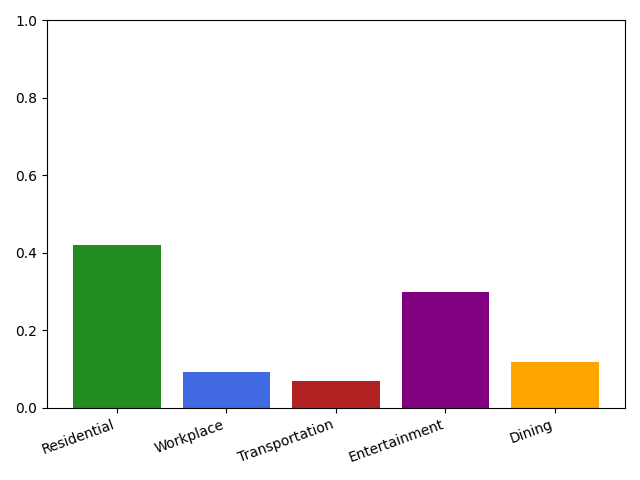 1.0
0.8
0.6
0.4
0.2
0.0
Residential
Workplace
Transportation
Entertainment
Dining